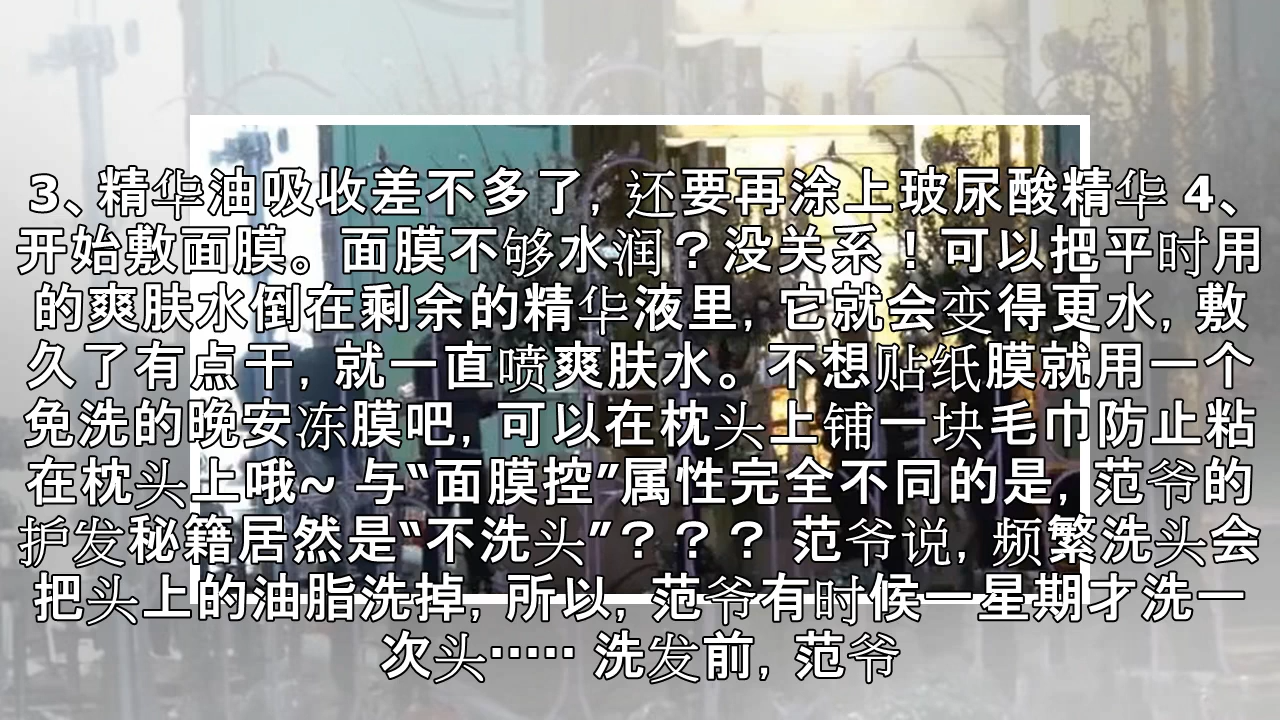 3、精华油吸收差不多了, 还要再涂上玻尿酸精华 4、
开始敷面膜。面膜不够水润？没关系！可以把平时用
的爽肤水倒在剩余的精华液里, 它就会变得更水, 敷
久了有点干, 就一直喷爽肤水。不想贴纸膜就用一个
免洗的晚安冻膜吧, 可以在枕头上铺一块毛巾防止粘
在枕头上哦~ 与“面膜控”属性完全不同的是, 范爷的
护发秘籍居然是“不洗头”？？？ 范爷说, 频繁洗头会
把头上的油脂洗掉, 所以, 范爷有时候一星期才洗一
次头…… 洗发前, 范爷